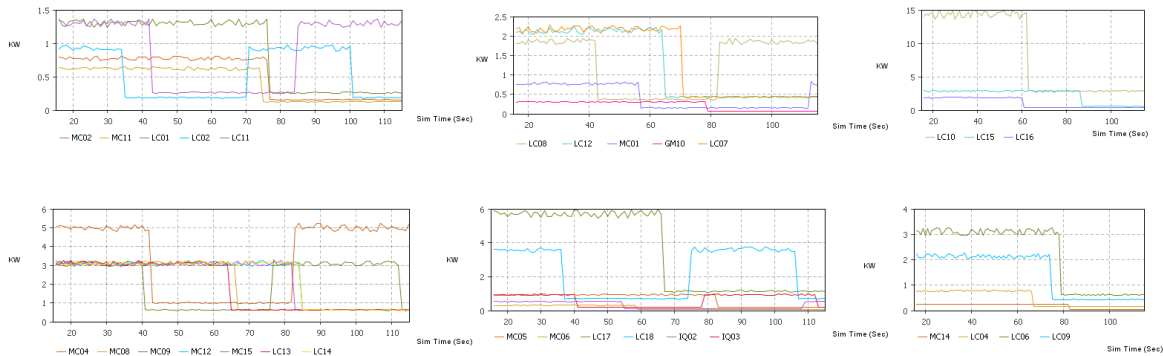 1.5
1
KW
0.5
0
20 30 40 50 60 70 80 90 100 110
Sim Time (Sec)
MC02 MC11 LC01 LC02 LC11
2.5
2
1.5
KW
1
0.5
0
20 40 60 80 100
Sim Time (Sec)
LC08 LC12 MC01 GM10 LC07
15
10
KW
5
0
20 40 60 80 100
Sim Time (Sec)
LC10 LC15 LC16
6
5
4
KW
3
2
1
0
20 30 40 50 60 70 80 90 100 110
Sim Time (Sec)
MC04 MC08 MC09 MC12 MC15 LC13 LC14
6
4
KW
2
0
20 30 40 50 60 70 80 90 100 110
Sim Time (Sec)
MC05 MC06 LC17 LC18 IQ02 IQ03
4
3
KW
2
1
0
20 40 60 80 100
Sim Time (Sec)
MC14 LC04 LC06 LC09